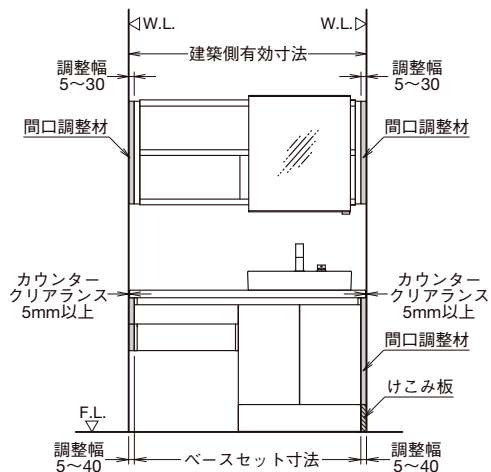 W.L.
W.L.
建築側有効寸法
調整幅
5～30
調整幅
5～30
間口調整材
間口調整材
カウンター
クリアランス
5mm以上
カウンター
クリアランス
5mm以上
間口調整材
けこみ板
F.L.
調整幅
5～40
ベースセット寸法
調整幅
5～40